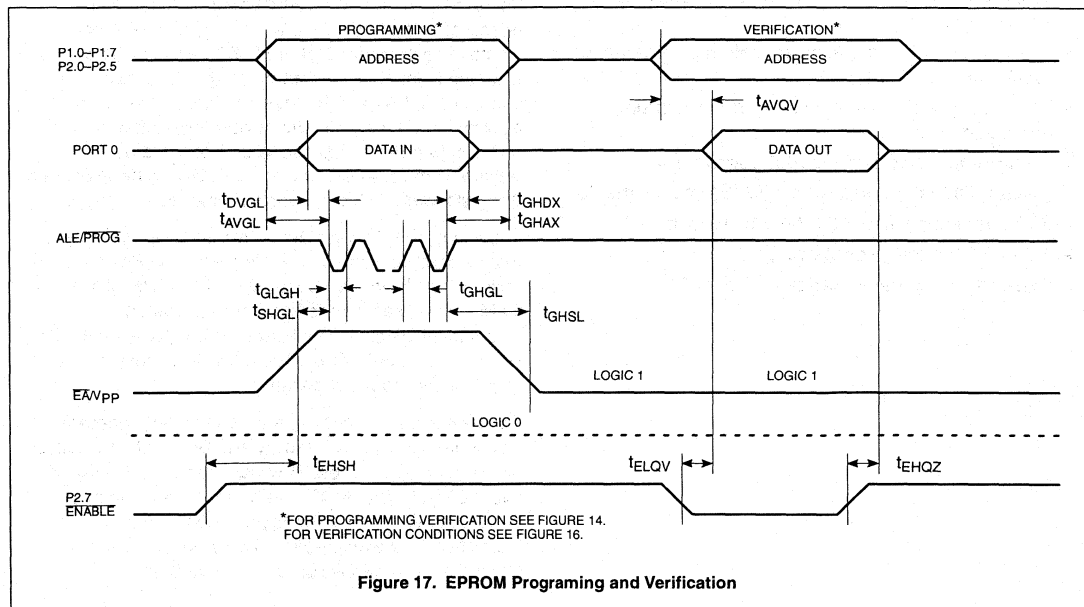 PROGRAMMING*
VERIFICATION*
P1.0–P1.7
P2.0–P2.5
ADDRESS
ADDRESS
tAVQV
PORT 0
DATA IN
DATA OUT
tDVGL
tGHDX
tAVGL
tGHAX
ALE/PROG
tGLGH
tGHGL
tSHGL
tGHSL
LOGIC 1
LOGIC 1
EA/VPP
LOGIC 0
tEHSH
tELQV
tEHQZ
P2.7
ENABLE
*FOR PROGRAMMING VERIFICATION SEE FIGURE 14.
FOR VERIFICATION CONDITIONS SEE FIGURE 16.
Figure 17. EPROM Programing and Verification